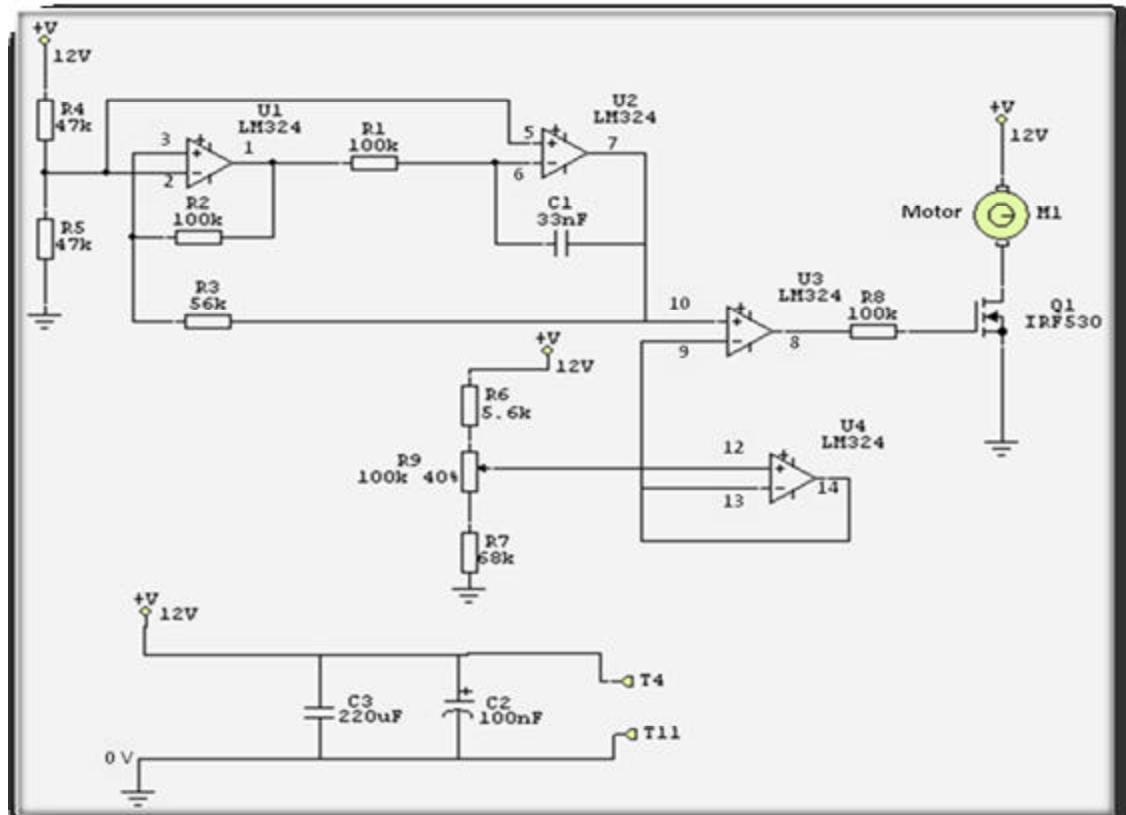 +V
12V
R4
47k
R5
47k
U1
LM324
3
2
1
R1
100k
R2
100k
R3
56k
U2
LM324
5
6
7
C1
33nF
+V
12V
Motor
M1
U3
LM324
10
9
8
R8
100k
Q1
IRF530
+V
12V
R6
5.6k
R9
100k 40%
R7
68k
U4
LM324
12
13
14
+V
12V
C3
220uF
C2
100nF
T4
T11
0 V